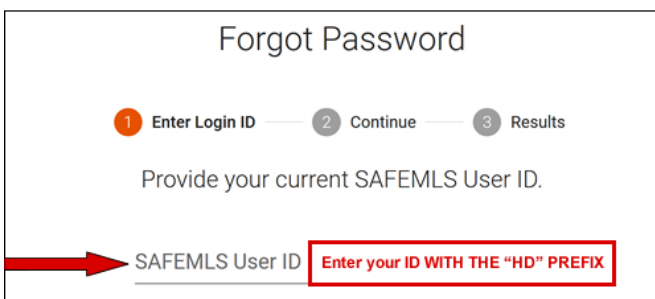 Forgot Password
1 Enter Login ID 2 Continue 3 Results
Provide your current SAFEMLS User ID.
SAFEMLS User ID Enter your ID WITH THE “HD” PREFIX